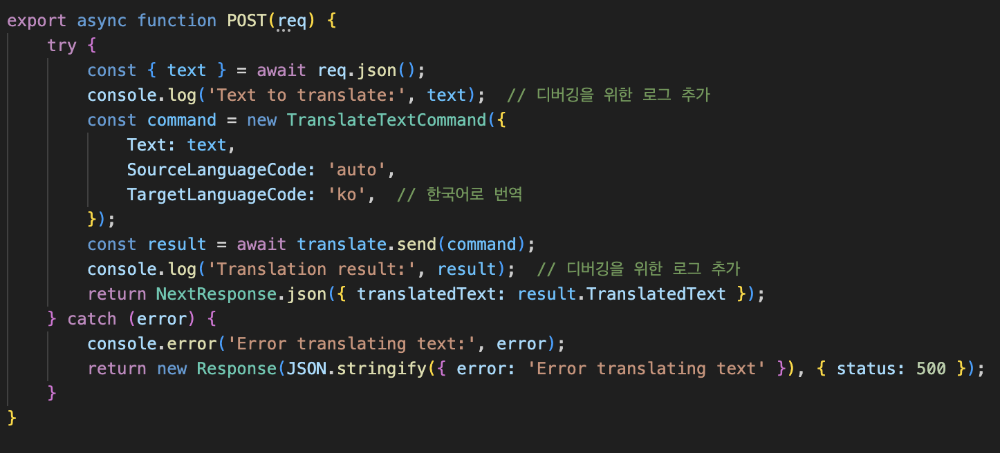 export async function POST(req) {
try {
const { text } = await req.json();
console.log('Text to translate:', text);  // 디버깅을 위한 로그 추가
const command = new TranslateTextCommand({
Text: text,
SourceLanguageCode: 'auto',
TargetLanguageCode: 'ko',  // 한국어로 번역
});
const result = await translate.send(command);
console.log('Translation result:', result);  // 디버깅을 위한 로그 추가
return NextResponse.json({ translatedText: result.TranslatedText });
} catch (error) {
console.error('Error translating text:', error);
return new Response(JSON.stringify({ error: 'Error translating text' }), { status: 500 });
}
}